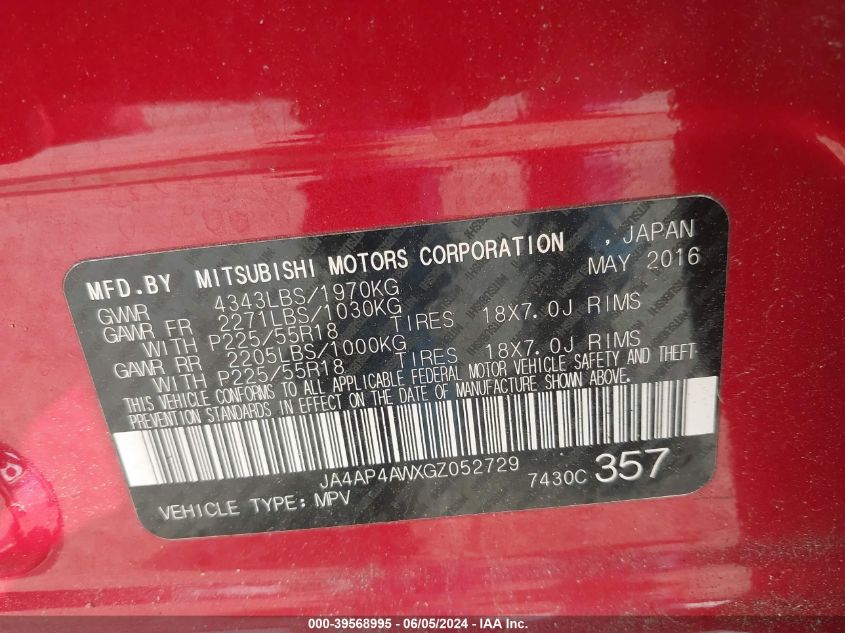 MFD.BY MITSUBISHI MOTORS CORPORATION , JAPAN
MAY 2016
GVWR 4343LBS/1970KG
GAWR FR 2271LBS/1030KG
WITH P225/55R18 TIRES 18X7.0J RIMS
GAWR RR 2205LBS/1000KG
WITH P225/55R18 TIRES 18X7.0J RIMS
THIS VEHICLE CONFORMS TO ALL APPLICABLE FEDERAL MOTOR VEHICLE SAFETY AND THEFT
PREVENTION STANDARDS IN EFFECT ON THE DATE OF MANUFACTURE SHOWN ABOVE.
JA4AP4AWXGZ052729
VEHICLE TYPE: MPV 7430C 357
000-39568995 - 06/05/2024 - IAA Inc.